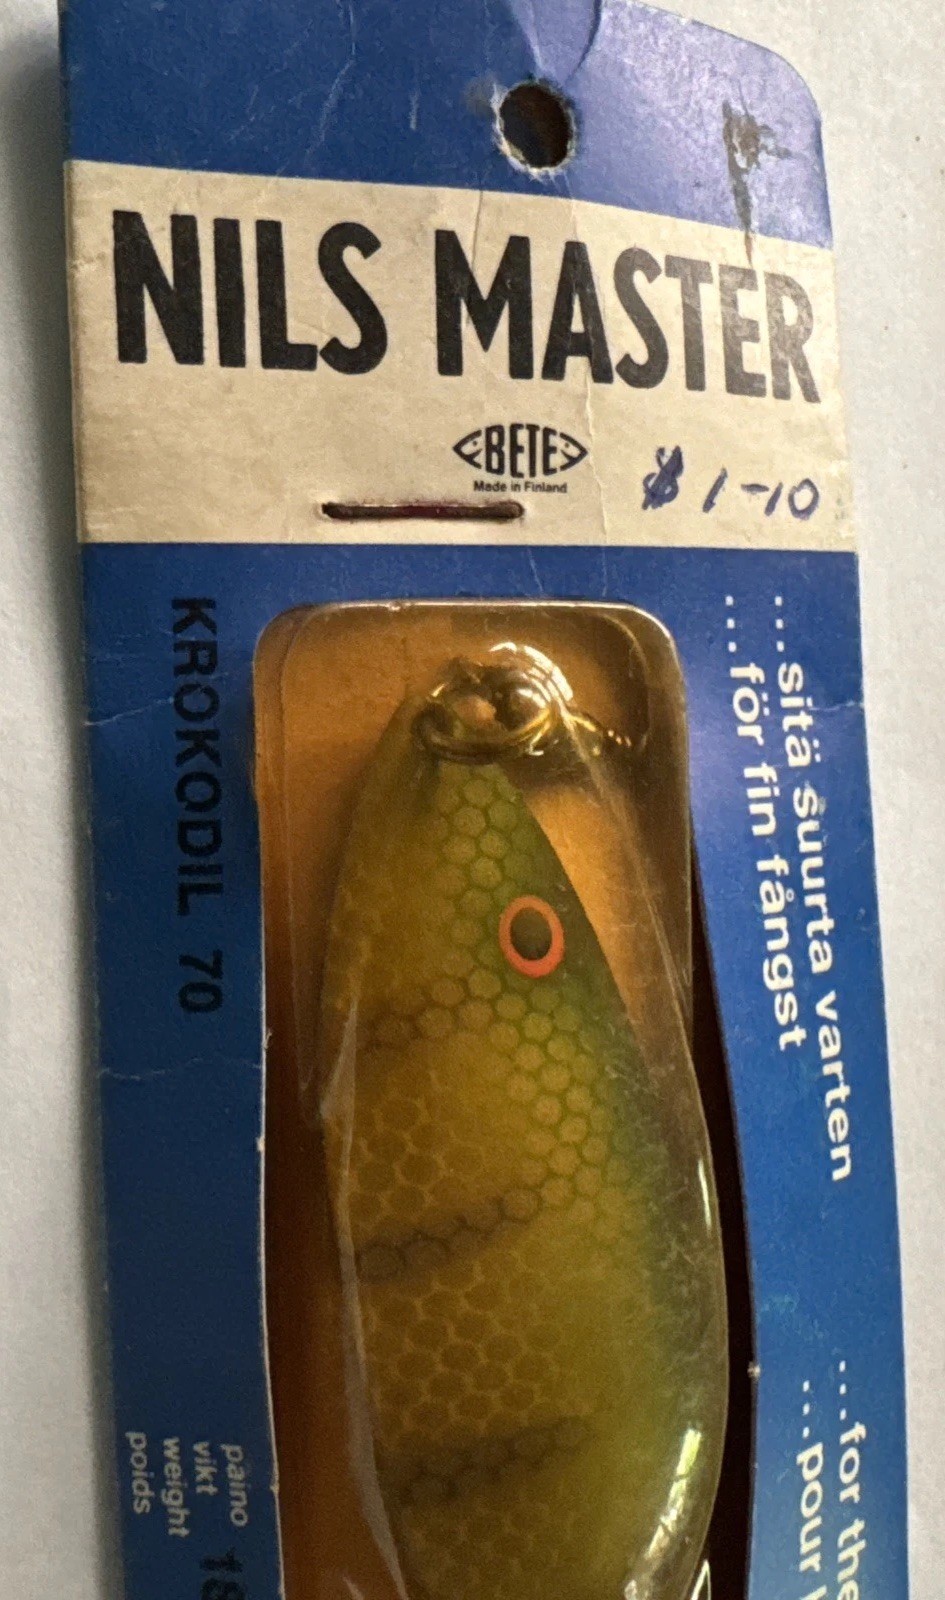 NILS MASTER
BETE
Made in Finland
$ 1-10
KROKODIL 70
...sitä suurta varten
...för fin fångst
...for the
...pour
paino
vikt
weight
poids